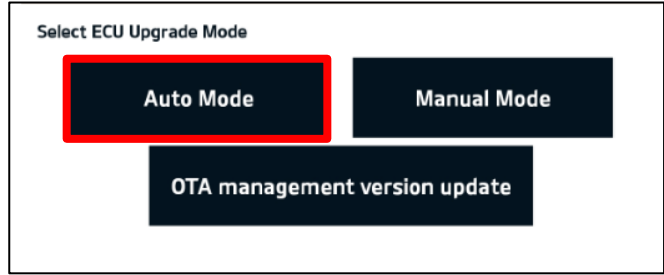 Select ECU Upgrade Mode
Auto Mode
Manual Mode
OTA management version update